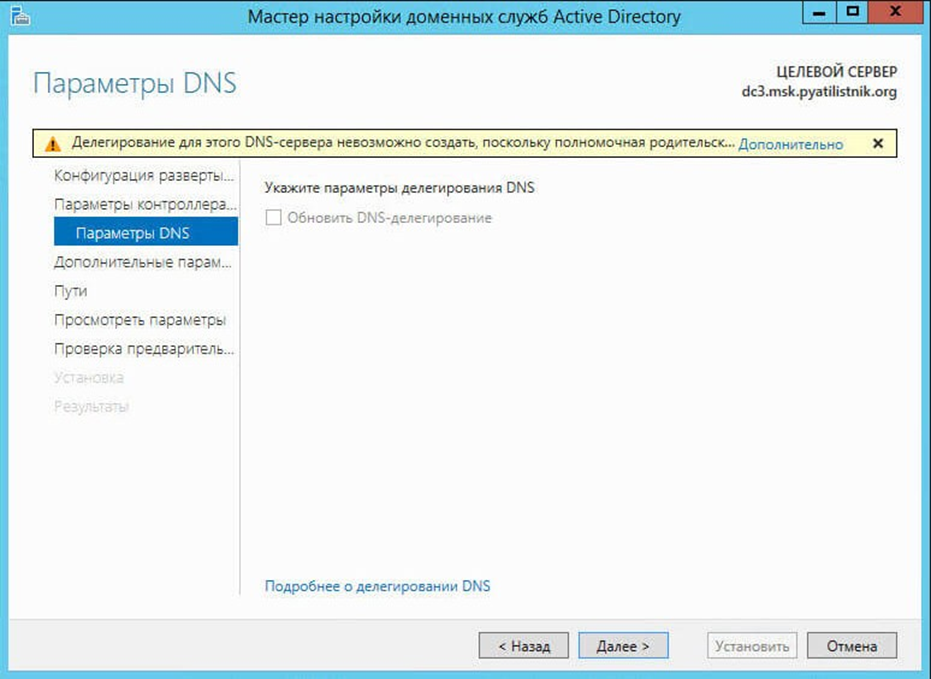 Мастер настройки доменных служб Active Directory
Параметры DNS
ЦЕЛЕВОЙ СЕРВЕР
dc3.msk.pyatilistnik.org
Делегирование для этого DNS-сервера невозможно создать, поскольку полномочная родительск... Дополнительно
Конфигурация разверты...
Параметры контроллера...
Параметры DNS
Дополнительные парам...
Пути
Просмотреть параметры
Проверка предваритель...
Установка
Результаты
Укажите параметры делегирования DNS
Обновить DNS-делегирование
Подробнее о делегировании DNS
< Назад
Далее >
Установить
Отмена